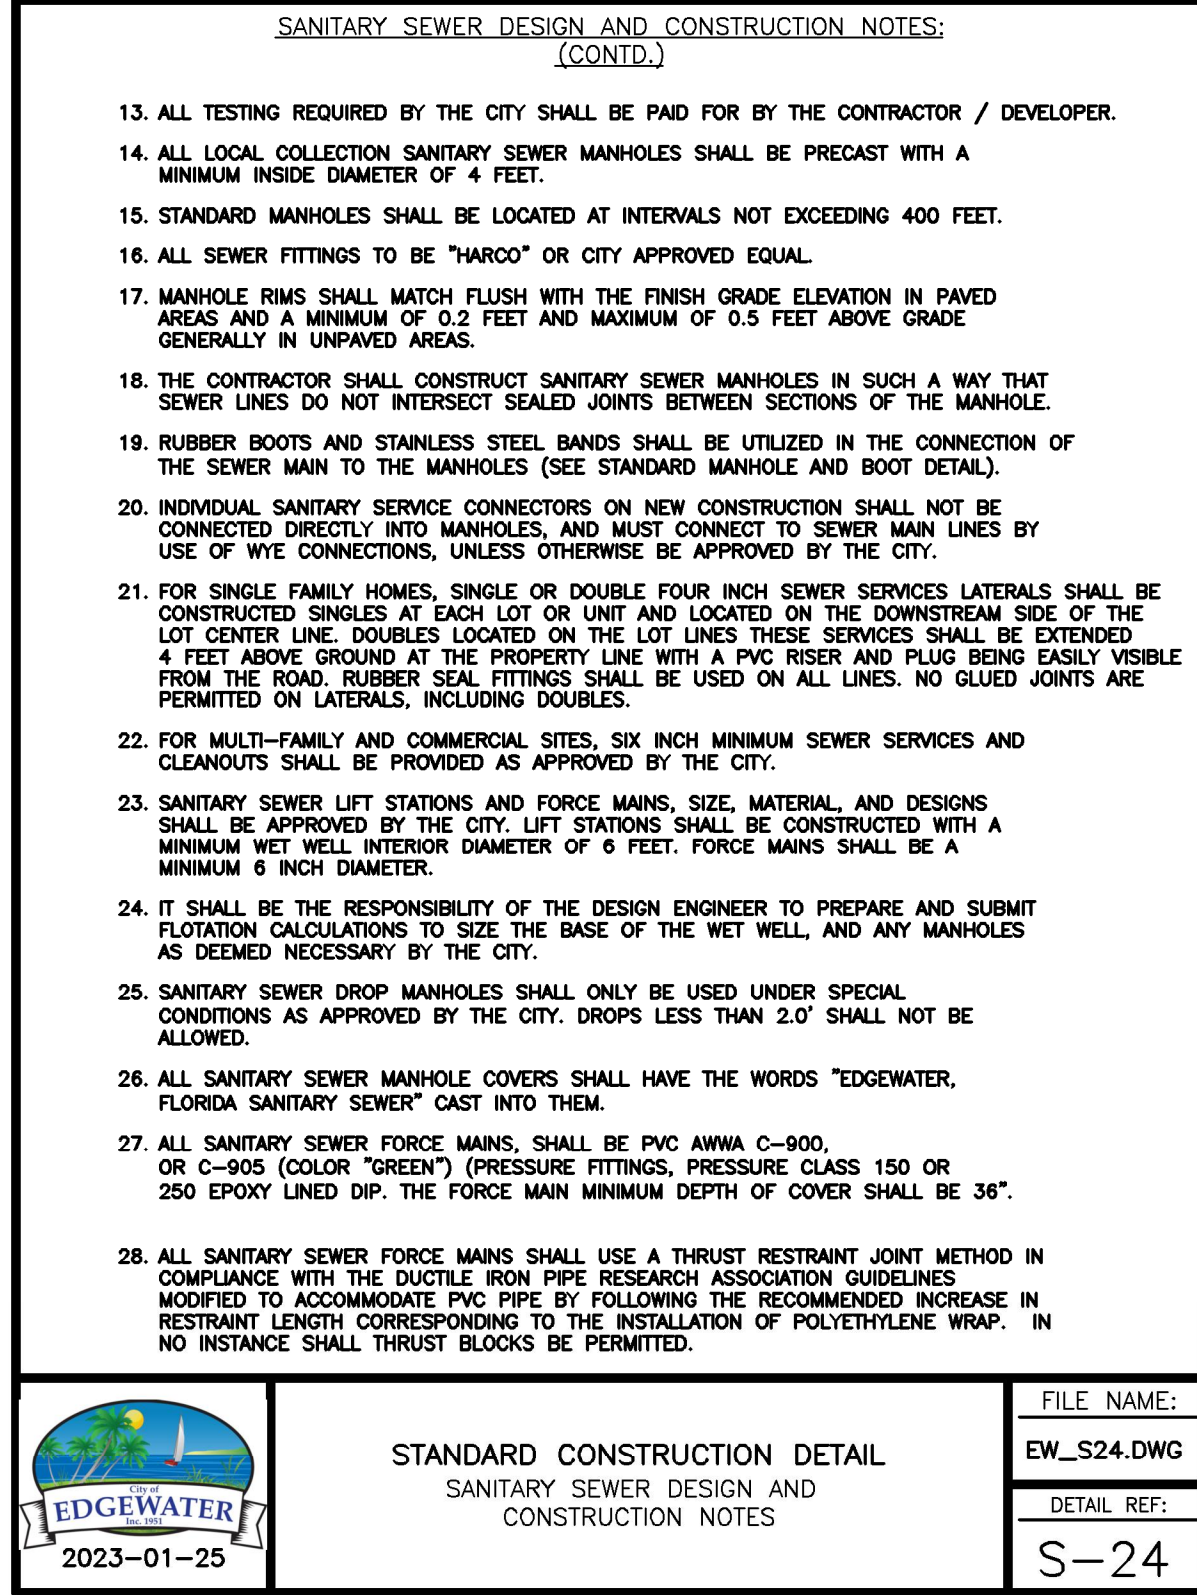 SANITARY SEWER DESIGN AND CONSTRUCTION NOTES:
(CONTD.)
13. ALL TESTING REQUIRED BY THE CITY SHALL BE PAID FOR BY THE CONTRACTOR / DEVELOPER.
14. ALL LOCAL COLLECTION SANITARY SEWER MANHOLES SHALL BE PRECAST WITH A
MINIMUM INSIDE DIAMETER OF 4 FEET.
15. STANDARD MANHOLES SHALL BE LOCATED AT INTERVALS NOT EXCEEDING 400 FEET.
16. ALL SEWER FITTINGS TO BE "HARCO" OR CITY APPROVED EQUAL.
17. MANHOLE RIMS SHALL MATCH FLUSH WITH THE FINISH GRADE ELEVATION IN PAVED
AREAS AND A MINIMUM OF 0.2 FEET AND MAXIMUM OF 0.5 FEET ABOVE GRADE
GENERALLY IN UNPAVED AREAS.
18. THE CONTRACTOR SHALL CONSTRUCT SANITARY SEWER MANHOLES IN SUCH A WAY THAT
SEWER LINES DO NOT INTERSECT SEALED JOINTS BETWEEN SECTIONS OF THE MANHOLE.
19. RUBBER BOOTS AND STAINLESS STEEL BANDS SHALL BE UTILIZED IN THE CONNECTION OF
THE SEWER MAIN TO THE MANHOLES (SEE STANDARD MANHOLE AND BOOT DETAIL).
20. INDIVIDUAL SANITARY SERVICE CONNECTORS ON NEW CONSTRUCTION SHALL NOT BE
CONNECTED DIRECTLY INTO MANHOLES, AND MUST CONNECT TO SEWER MAIN LINES BY
USE OF WYE CONNECTIONS, UNLESS OTHERWISE BE APPROVED BY THE CITY.
21. FOR SINGLE FAMILY HOMES, SINGLE OR DOUBLE FOUR INCH SEWER SERVICES LATERALS SHALL BE
CONSTRUCTED SINGLES AT EACH LOT OR UNIT AND LOCATED ON THE DOWNSTREAM SIDE OF THE
LOT CENTER LINE. DOUBLES LOCATED ON THE LOT LINES THESE SERVICES SHALL BE EXTENDED
4 FEET ABOVE GROUND AT THE PROPERTY LINE WITH A PVC RISER AND PLUG BEING EASILY VISIBLE
FROM THE ROAD. RUBBER SEAL FITTINGS SHALL BE USED ON ALL LINES. NO GLUED JOINTS ARE
PERMITTED ON LATERALS, INCLUDING DOUBLES.
22. FOR MULTI-FAMILY AND COMMERCIAL SITES, SIX INCH MINIMUM SEWER SERVICES AND
CLEANOUTS SHALL BE PROVIDED AS APPROVED BY THE CITY.
23. SANITARY SEWER LIFT STATIONS AND FORCE MAINS, SIZE, MATERIAL, AND DESIGNS
SHALL BE APPROVED BY THE CITY. LIFT STATIONS SHALL BE CONSTRUCTED WITH A
MINIMUM WET WELL INTERIOR DIAMETER OF 6 FEET. FORCE MAINS SHALL BE A
MINIMUM 6 INCH DIAMETER.
24. IT SHALL BE THE RESPONSIBILITY OF THE DESIGN ENGINEER TO PREPARE AND SUBMIT
FLOTATION CALCULATIONS TO SIZE THE BASE OF THE WET WELL, AND ANY MANHOLES
AS DEEMED NECESSARY BY THE CITY.
25. SANITARY SEWER DROP MANHOLES SHALL ONLY BE USED UNDER SPECIAL
CONDITIONS AS APPROVED BY THE CITY. DROPS LESS THAN 2.0' SHALL NOT BE
ALLOWED.
26. ALL SANITARY SEWER MANHOLE COVERS SHALL HAVE THE WORDS "EDGEWATER,
FLORIDA SANITARY SEWER" CAST INTO THEM.
27. ALL SANITARY SEWER FORCE MAINS, SHALL BE PVC AWWA C-900,
OR C-905 (COLOR "GREEN") (PRESSURE FITTINGS, PRESSURE CLASS 150 OR
250 EPOXY LINED DIP. THE FORCE MAIN MINIMUM DEPTH OF COVER SHALL BE 36".
28. ALL SANITARY SEWER FORCE MAINS SHALL USE A THRUST RESTRAINT JOINT METHOD IN
COMPLIANCE WITH THE DUCTILE IRON PIPE RESEARCH ASSOCIATION GUIDELINES
MODIFIED TO ACCOMMODATE PVC PIPE BY FOLLOWING THE RECOMMENDED INCREASE IN
RESTRAINT LENGTH CORRESPONDING TO THE INSTALLATION OF POLYETHYLENE WRAP. IN
NO INSTANCE SHALL THRUST BLOCKS BE PERMITTED.
City of
EDGEWATER
Inc. 1951
2023-01-25
STANDARD CONSTRUCTION DETAIL
SANITARY SEWER DESIGN AND
CONSTRUCTION NOTES
FILE NAME:
EW_S24.DWG
DETAIL REF:
S-24